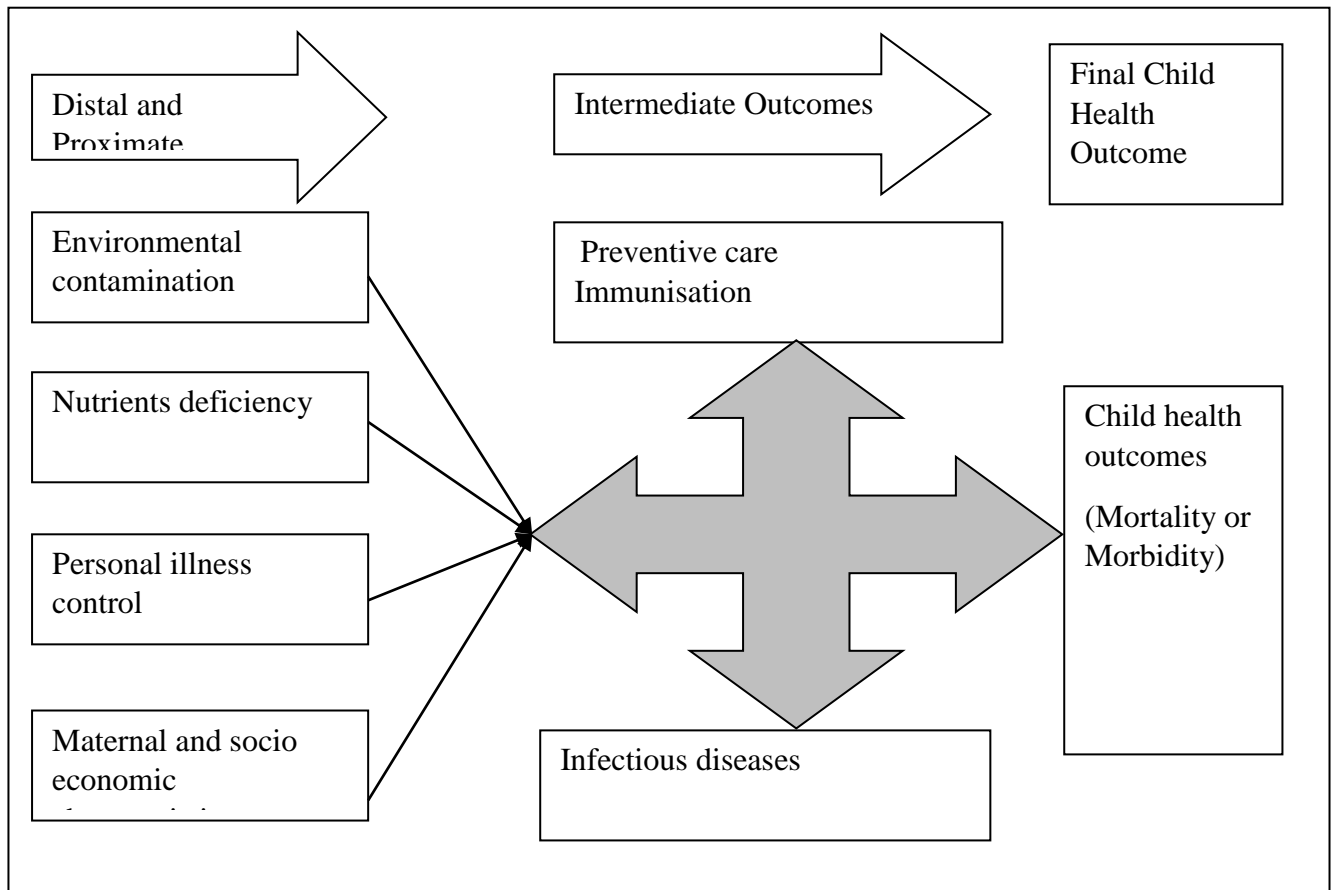 Distal and
Proximate
Intermediate Outcomes
Final Child
Health
Outcome
Environmental
contamination
Preventive care
Immunisation
Nutrients deficiency
Child health
outcomes
(Mortality or
Morbidity)
Personal illness
control
Maternal and socio
economic
Infectious diseases